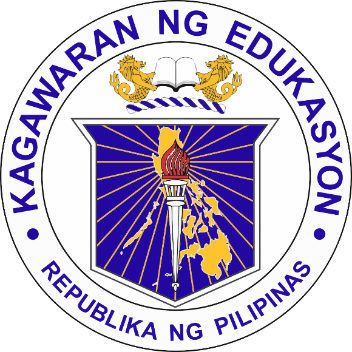 KAGAWARAN NG EDUKASYON
REPUBLIKA NG PILIPINAS